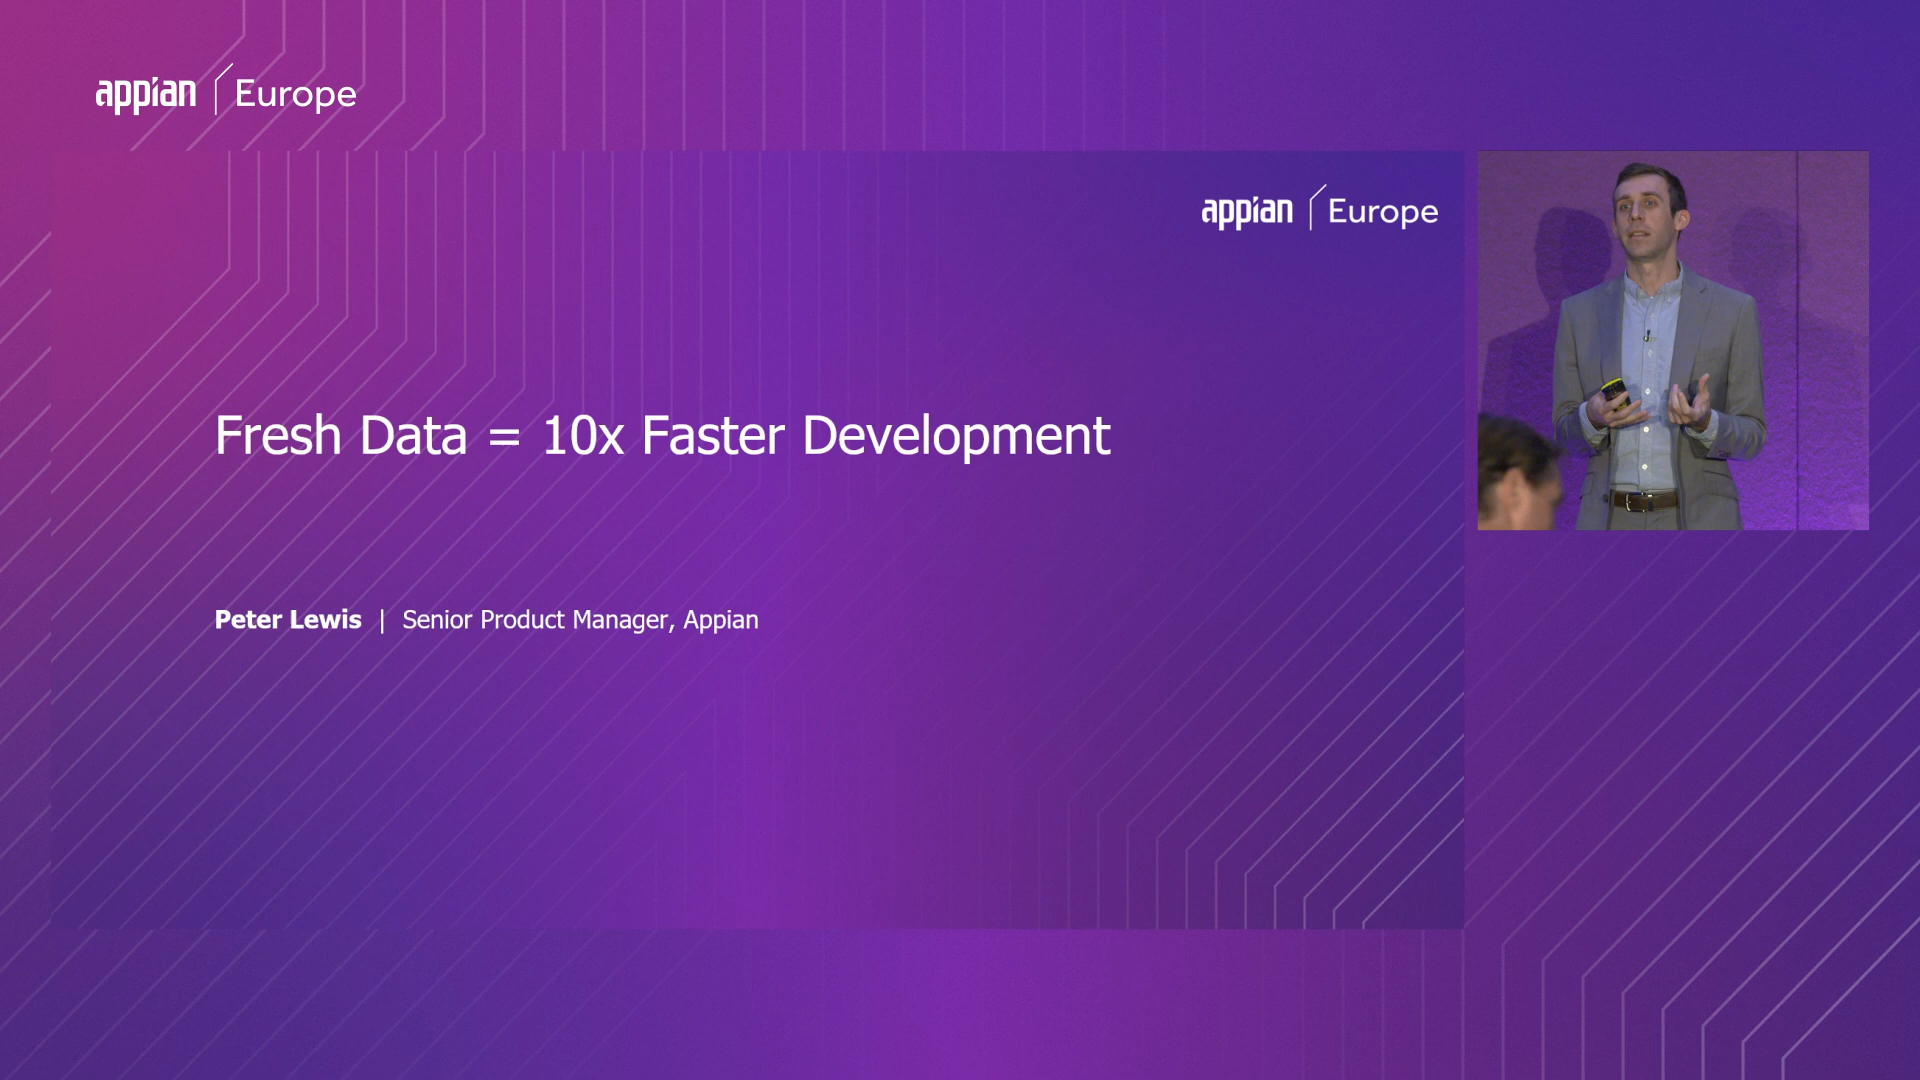 appian Europe
appian Europe
Fresh Data = 10x Faster Development
Peter Lewis | Senior Product Manager, Appian